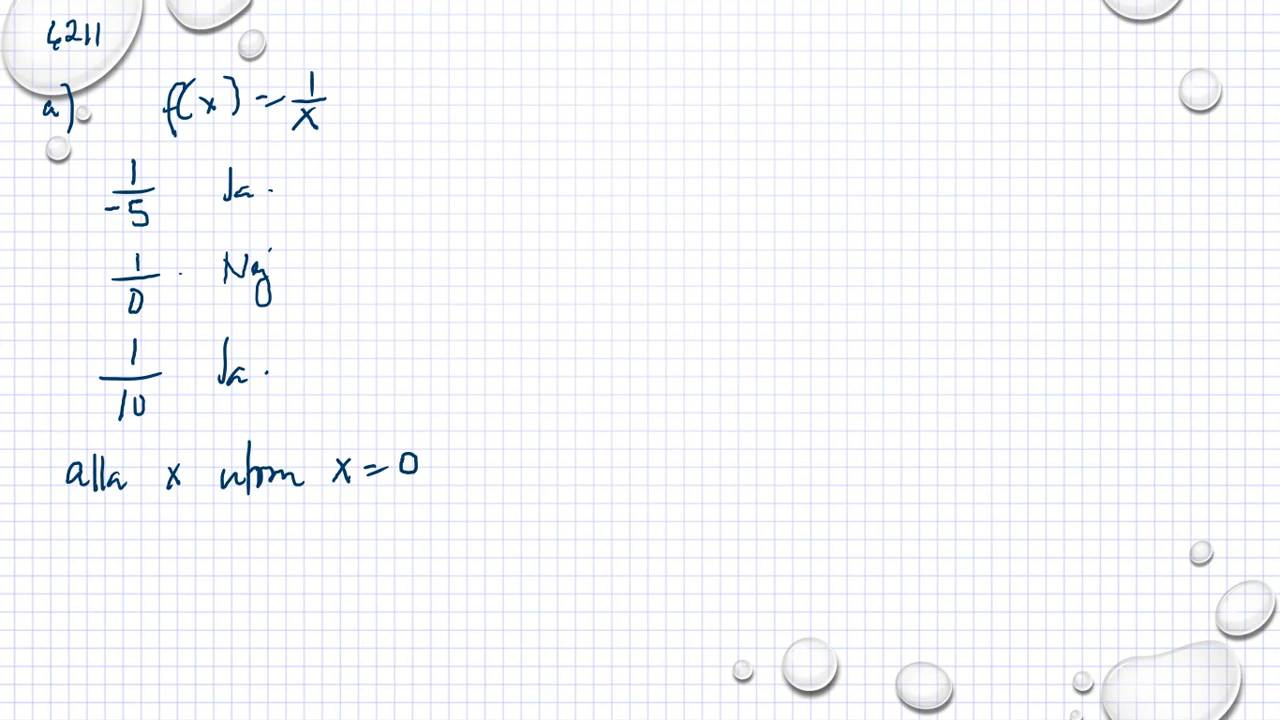 4211
a) f(x) = 1/x
1/-5 Ja.
1/0 . Nej
1/10 Ja.
alla x utom x = 0